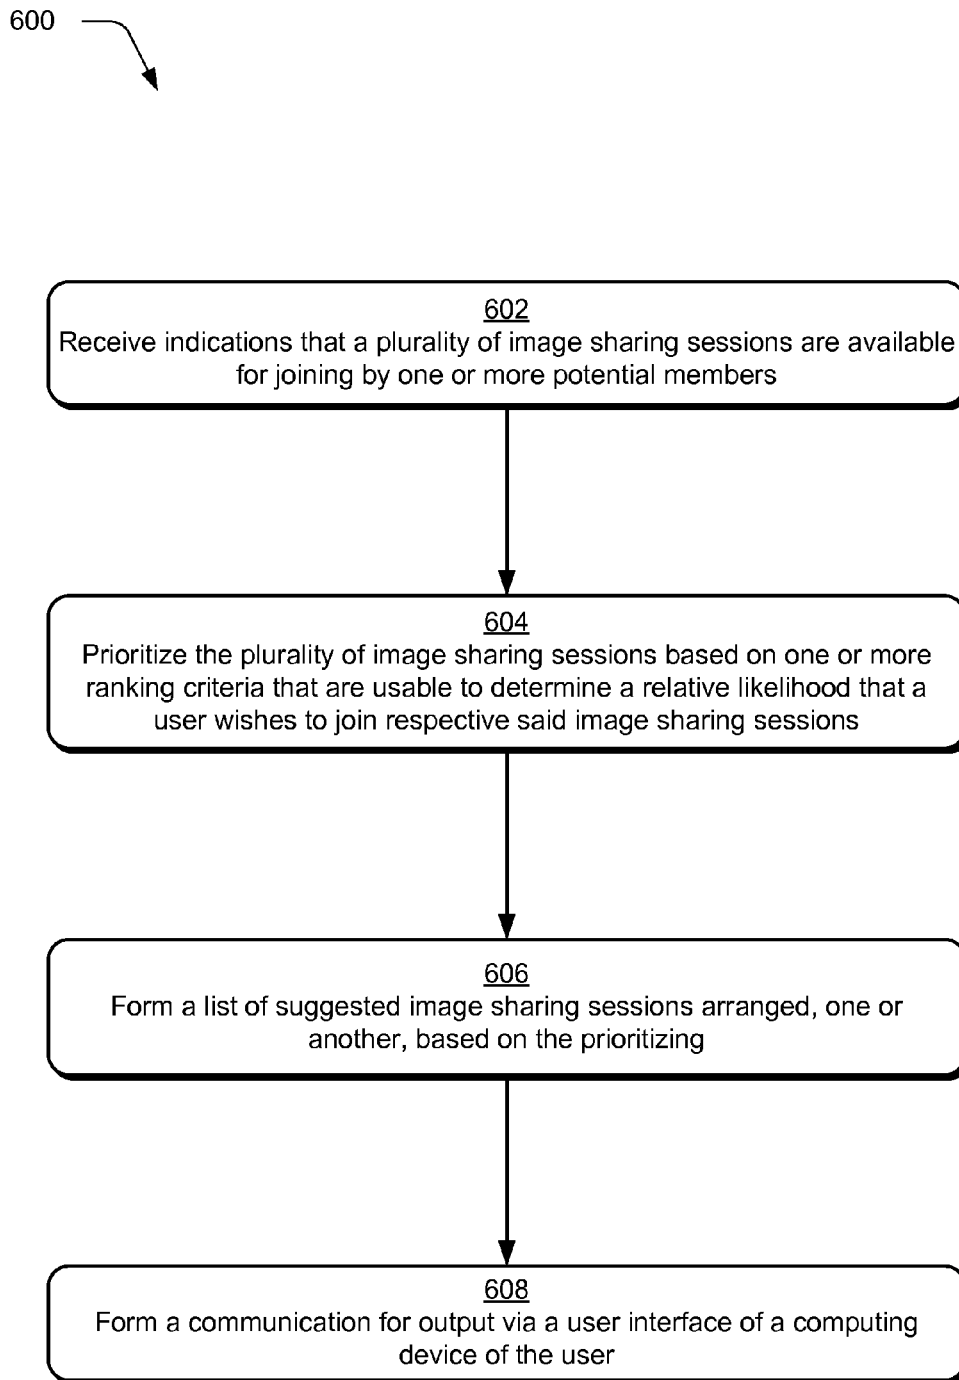 600
602
Receive indications that a plurality of image sharing sessions are available
for joining by one or more potential members
604
Prioritize the plurality of image sharing sessions based on one or more
ranking criteria that are usable to determine a relative likelihood that a
user wishes to join respective said image sharing sessions
606
Form a list of suggested image sharing sessions arranged, one or
another, based on the prioritizing
608
Form a communication for output via a user interface of a computing
device of the user